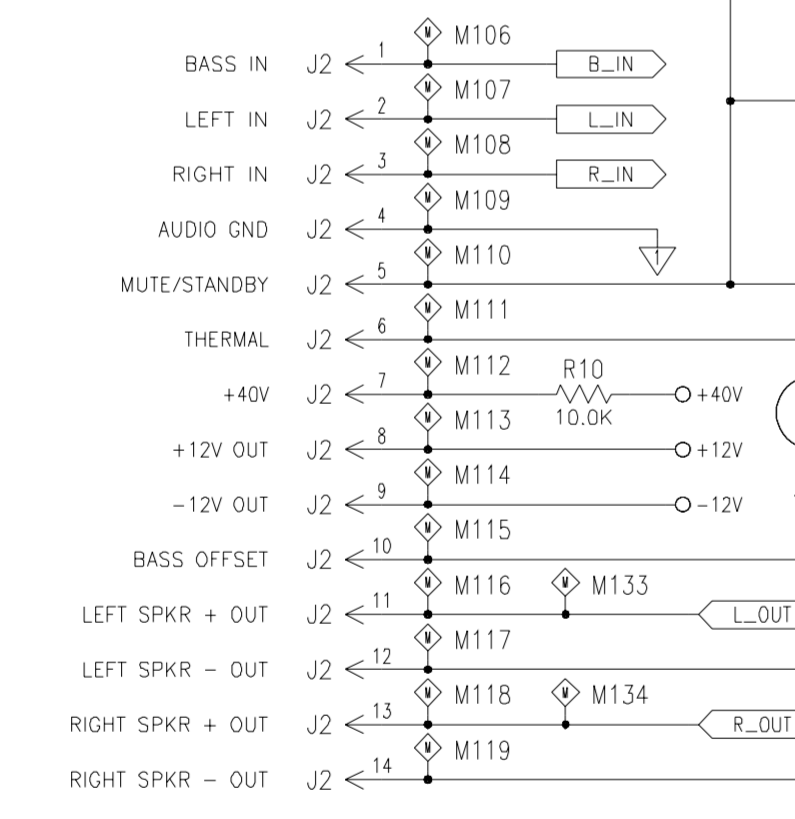 M106
BASS IN J2 1 B_IN
M107
LEFT IN J2 2 L_IN
M108
RIGHT IN J2 3 R_IN
M109
AUDIO GND J2 4
M110 1
MUTE/STANDBY J2 5
M111
THERMAL J2 6
M112 R10
+40V J2 7 +40V
M113 10.0K
+12V OUT J2 8 +12V
M114
-12V OUT J2 9 -12V
M115
BASS OFFSET J2 10
M116 M133
LEFT SPKR + OUT J2 11 L_OUT
M117
LEFT SPKR - OUT J2 12
M118 M134
RIGHT SPKR + OUT J2 13 R_OUT
M119
RIGHT SPKR - OUT J2 14